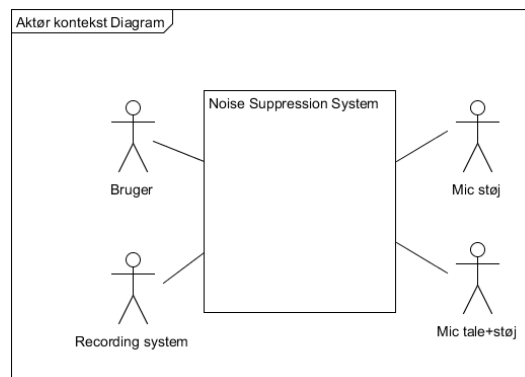 Aktør kontekst Diagram
Noise Suppression System
Bruger
Mic støj
Recording system
Mic tale+støj